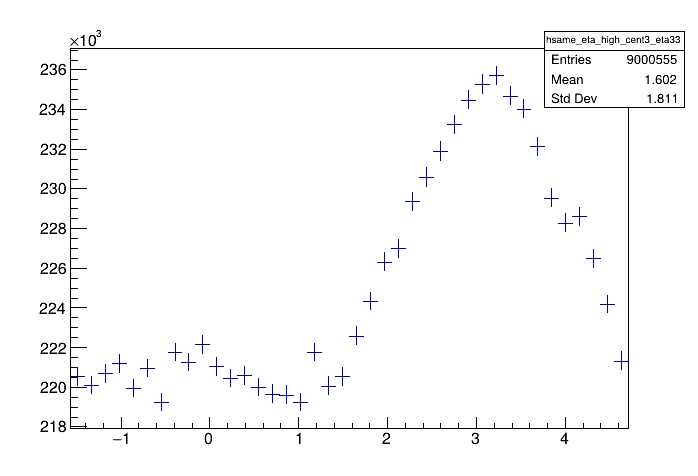 ×10³
hsame_eta_high_cent3_eta33
Entries 9000555
Mean 1.602
Std Dev 1.811
236
234
232
230
228
226
224
222
220
218
−1 0 1 2 3 4